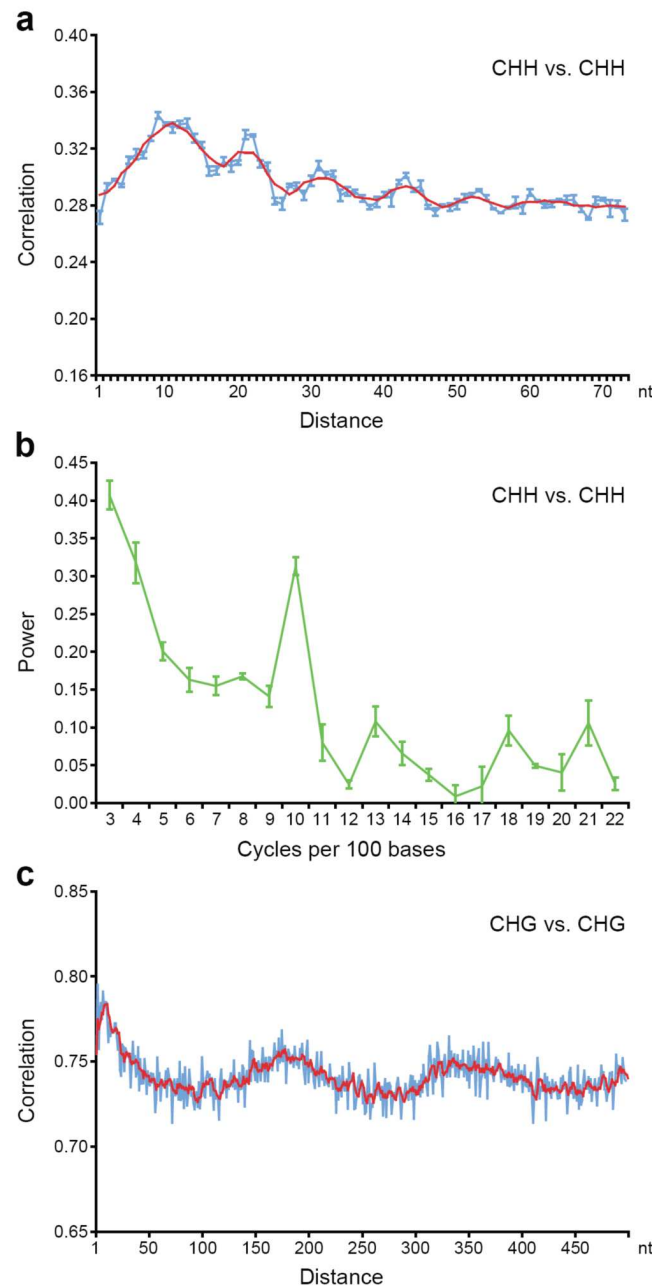 a
CHH vs. CHH
0.40
0.36
0.32
0.28
0.24
0.20
0.16
Correlation
1 10 20 30 40 50 60 70 nt
Distance
b
CHH vs. CHH
0.45
0.40
0.35
0.30
0.25
0.20
0.15
0.10
0.05
0.00
Power
3 4 5 6 7 8 9 10 11 12 13 14 15 16 17 18 19 20 21 22
Cycles per 100 bases
c
CHG vs. CHG
0.85
0.80
0.75
0.70
0.65
Correlation
1 50 100 150 200 250 300 350 400 450 nt
Distance